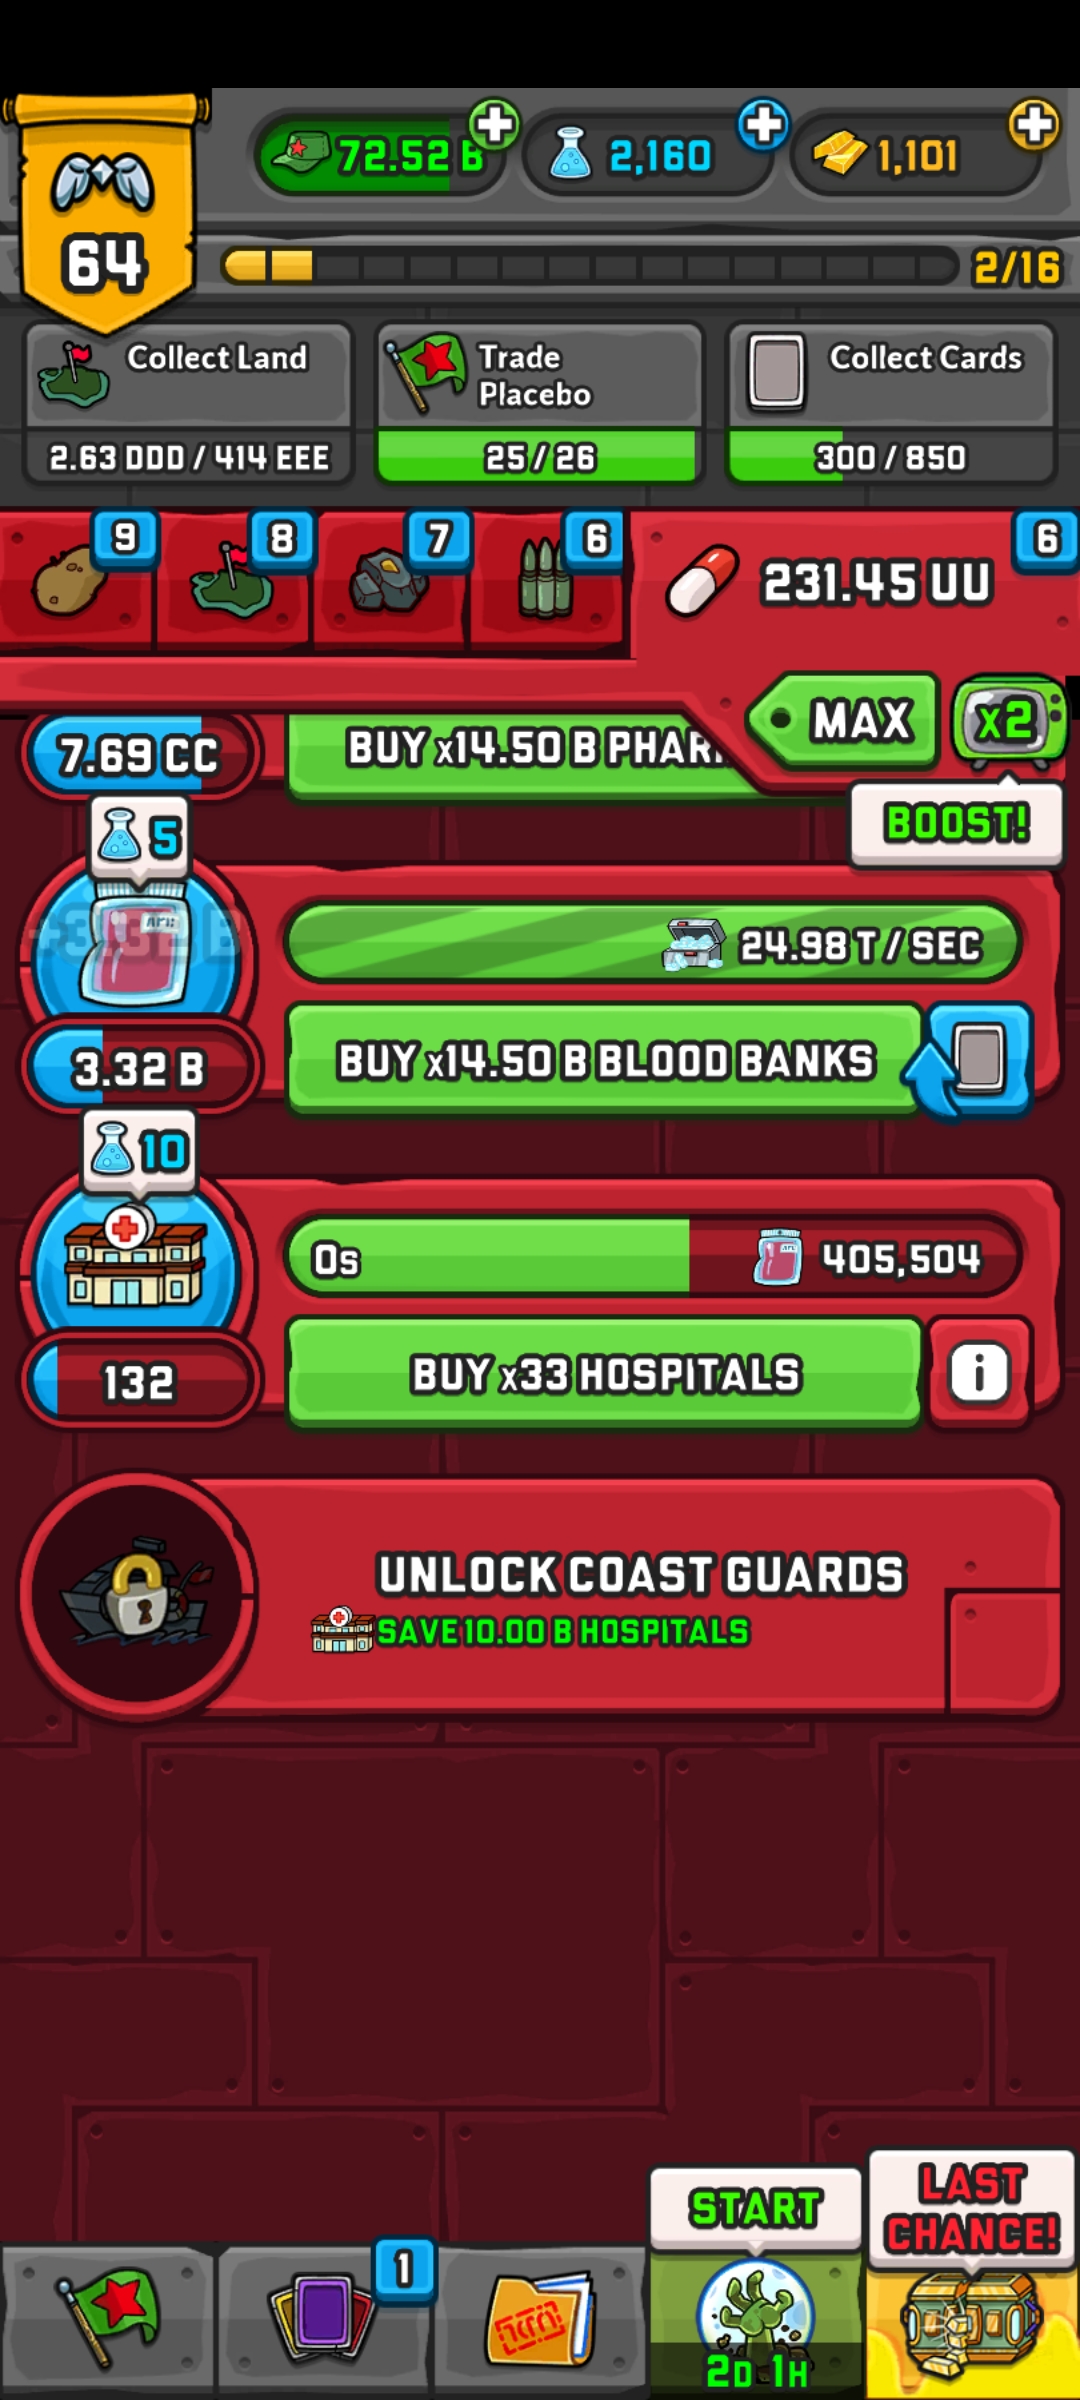 72.52 B
2,160
1,101
64
2/16
Collect Land
2.63 DDD / 414 EEE
Trade
Placebo
25 / 26
Collect Cards
300 / 850
9
8
7
6
231.45 UU
6
MAX
x2
BOOST!
7.69 CC
BUY x14.50 B PHAR
5
+3.32 B
24.98 T / SEC
3.32 B
BUY x14.50 B BLOOD BANKS
10
0s
405,504
132
BUY x33 HOSPITALS
i
UNLOCK COAST GUARDS
SAVE 10.00 B HOSPITALS
START
LAST
CHANCE!
1
2D 1H